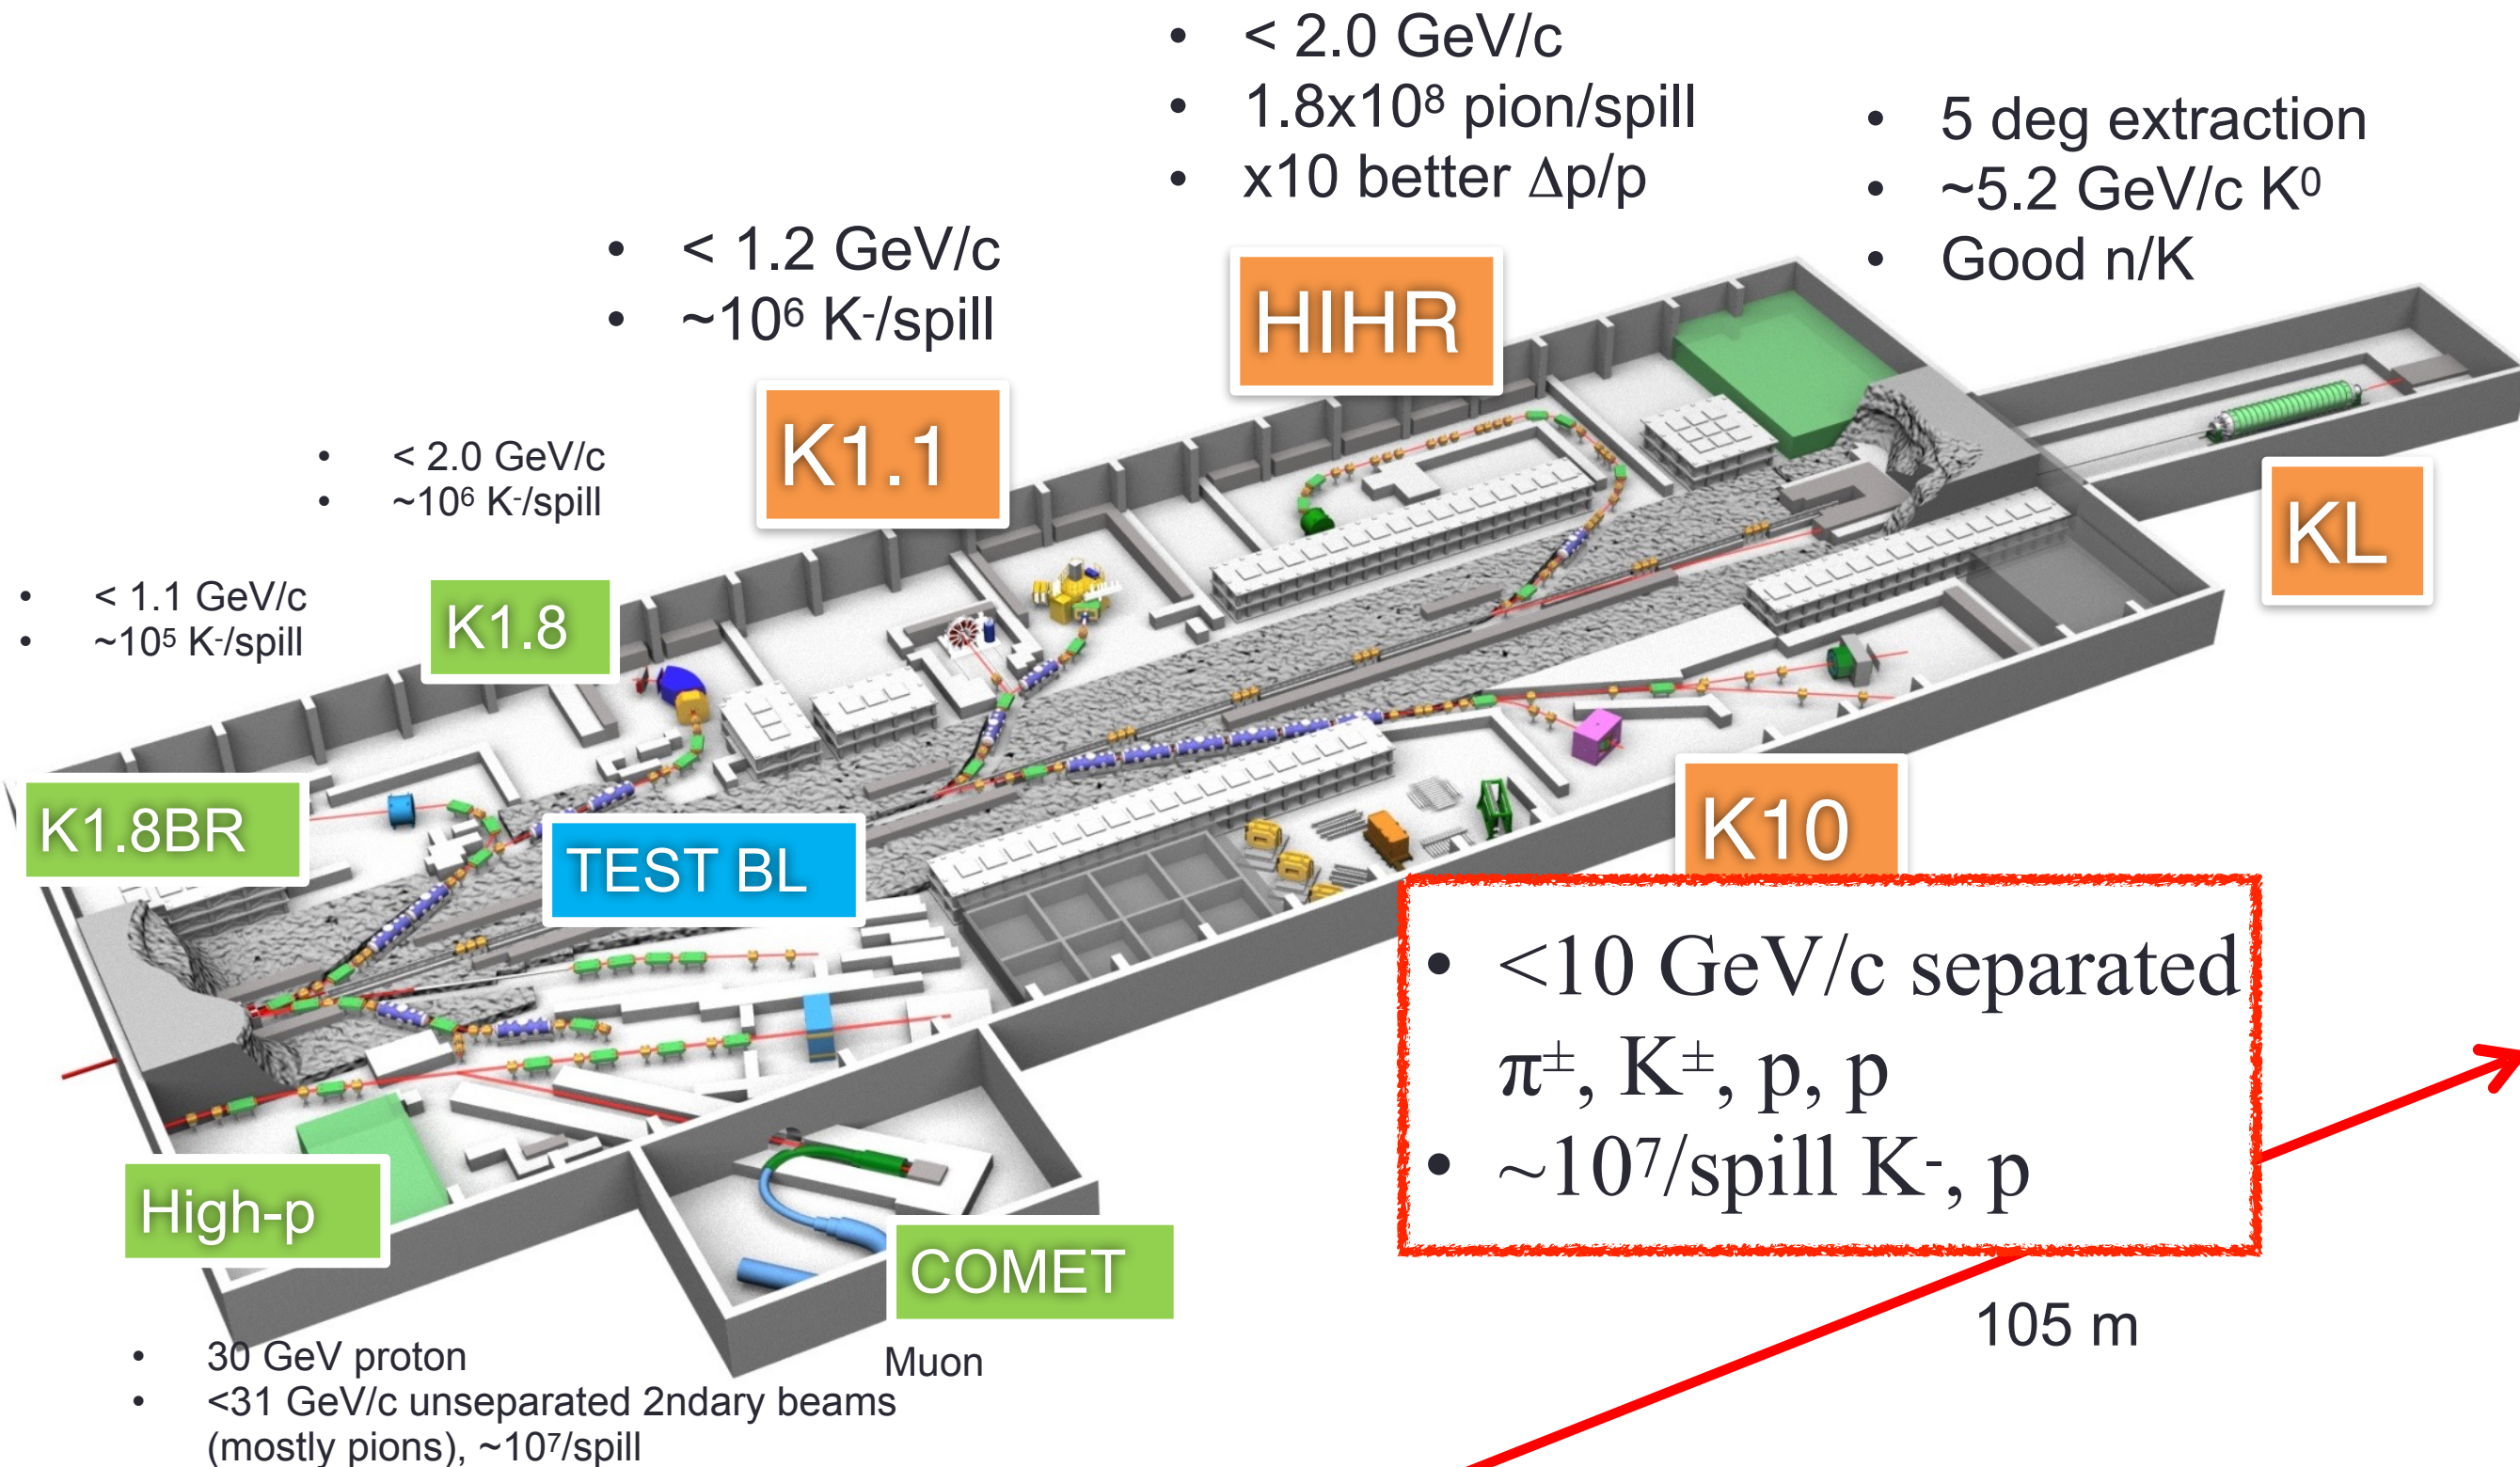 • < 2.0 GeV/c
• 1.8x10⁸ pion/spill
• x10 better Δp/p
• 5 deg extraction
• ~5.2 GeV/c K⁰
• Good n/K
• < 1.2 GeV/c
• ~10⁶ K⁻/spill
HIHR
K1.1
• < 2.0 GeV/c
• ~10⁶ K⁻/spill
KL
• < 1.1 GeV/c
• ~10⁵ K⁻/spill
K1.8
K1.8BR
TEST BL
K10
• <10 GeV/c separated
π±, K±, p, p
• ~10⁷/spill K⁻, p
High-p
COMET
105 m
• 30 GeV proton
Muon
• <31 GeV/c unseparated 2ndary beams
(mostly pions), ~10⁷/spill